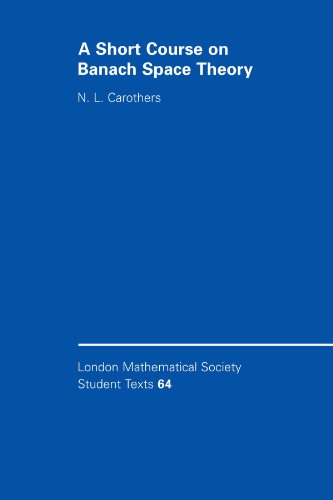 A Short Course on
Banach Space Theory
N. L. Carothers
London Mathematical Society
Student Texts 64